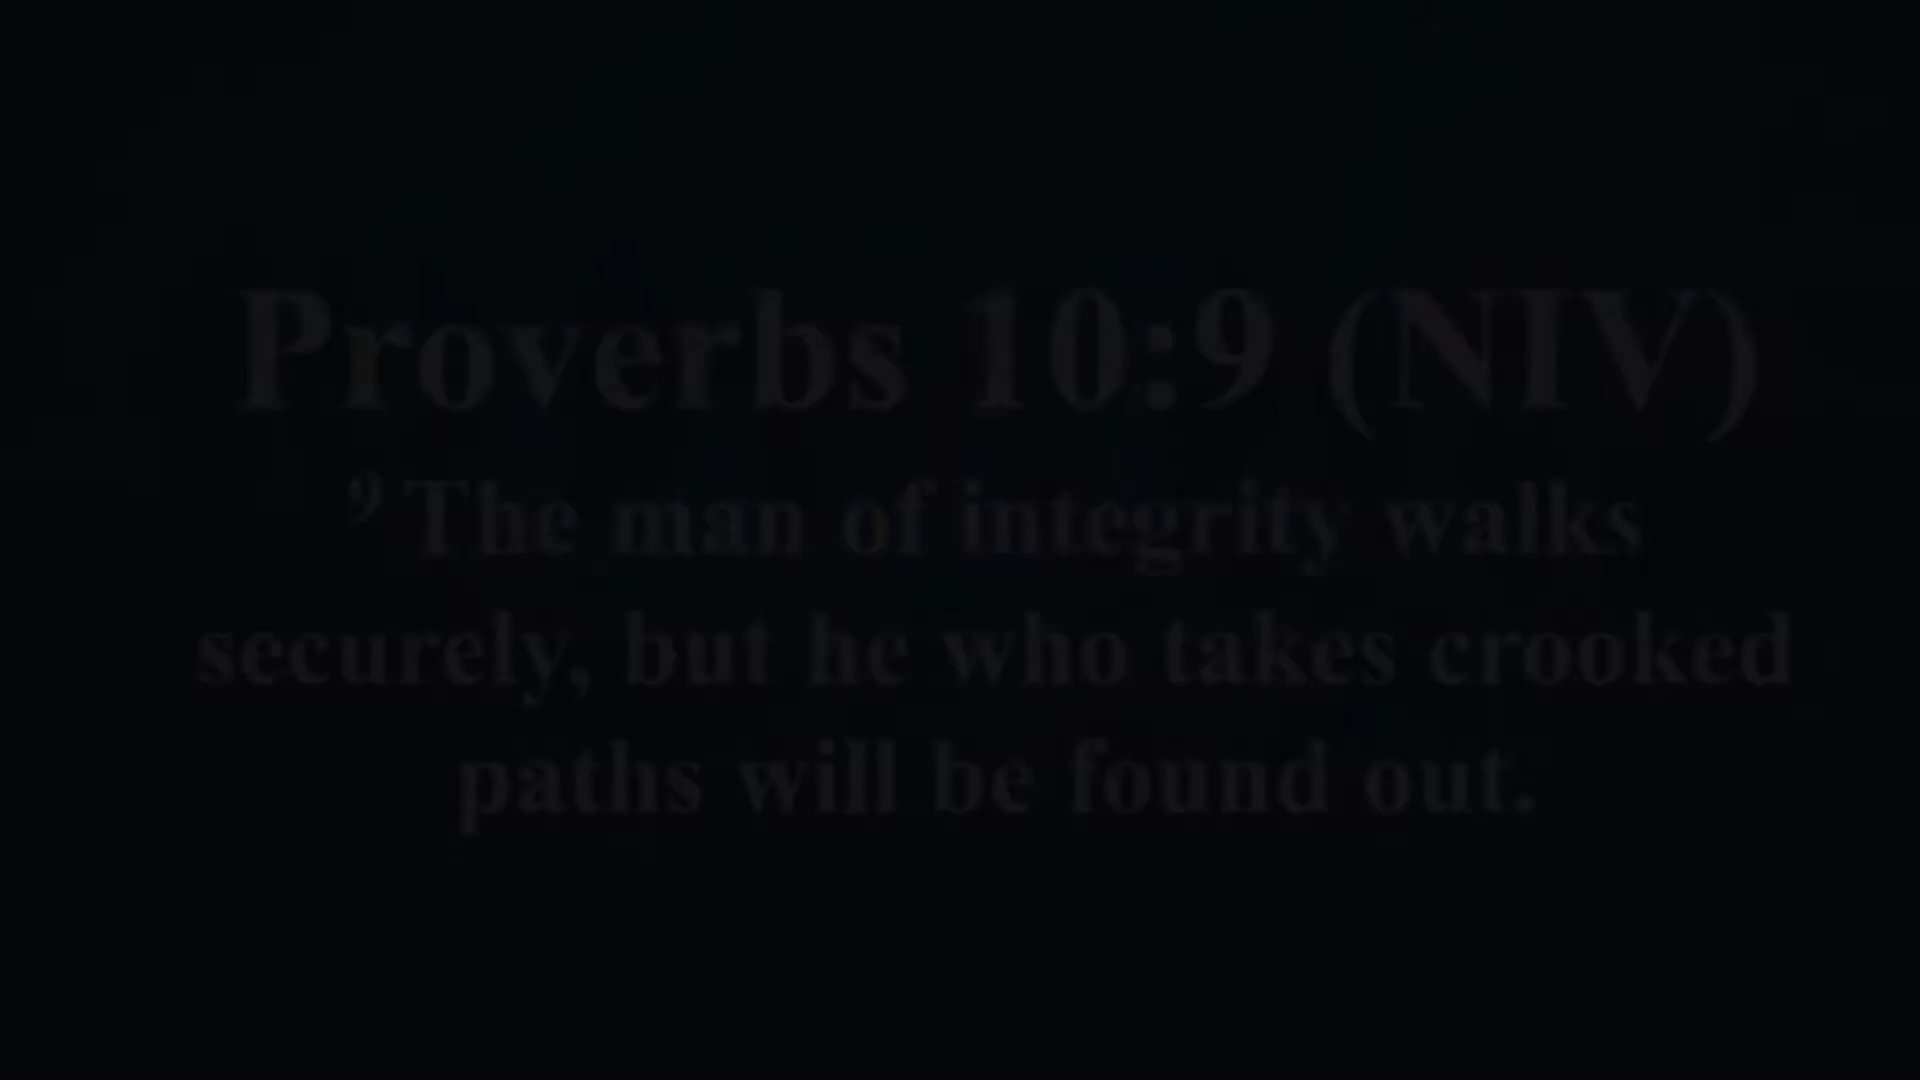 Proverbs 10:9 (NIV)
⁹ The man of integrity walks
securely, but he who takes crooked
paths will be found out.